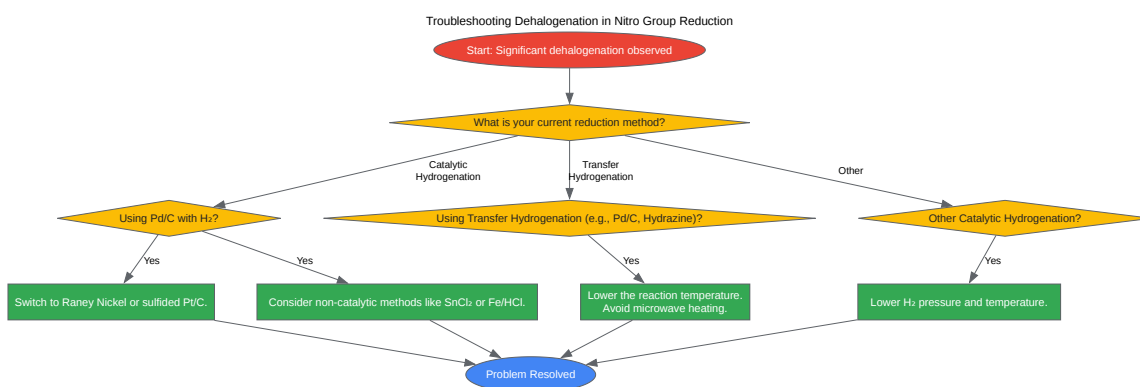 Troubleshooting Dehalogenation in Nitro Group Reduction
Start: Significant dehalogenation observed
What is your current reduction method?
Catalytic
Hydrogenation
Transfer
Hydrogenation
Other
Using Pd/C with H₂?
Using Transfer Hydrogenation (e.g., Pd/C, Hydrazine)?
Other Catalytic Hydrogenation?
Yes
Yes
Yes
Yes
Switch to Raney Nickel or sulfided Pt/C.
Consider non-catalytic methods like SnCl₂ or Fe/HCl.
Lower the reaction temperature.
Avoid microwave heating.
Lower H₂ pressure and temperature.
Problem Resolved